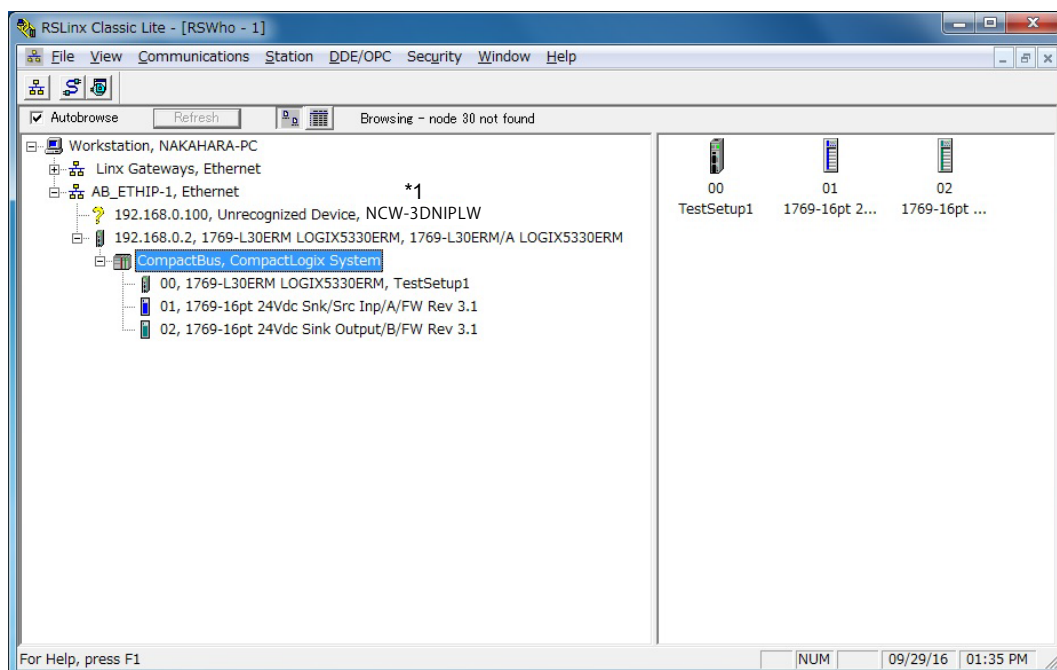 RSLinx Classic Lite - [RSWho - 1]
File View Communications Station DDE/OPC Security Window Help
Autobrowse Refresh Browsing - node 30 not found
Workstation, NAKAHARA-PC
Linx Gateways, Ethernet
AB_ETHIP-1, Ethernet *1
192.168.0.100, Unrecognized Device, NCW-3DNIPLW
192.168.0.2, 1769-L30ERM LOGIX5330ERM, 1769-L30ERM/A LOGIX5330ERM
CompactBus, CompactLogix System
00, 1769-L30ERM LOGIX5330ERM, TestSetup1
01, 1769-16pt 24Vdc Snk/Src Inp/A/FW Rev 3.1
02, 1769-16pt 24Vdc Sink Output/B/FW Rev 3.1
00 01 02
TestSetup1 1769-16pt 2... 1769-16pt ...
For Help, press F1 NUM 09/29/16 01:35 PM